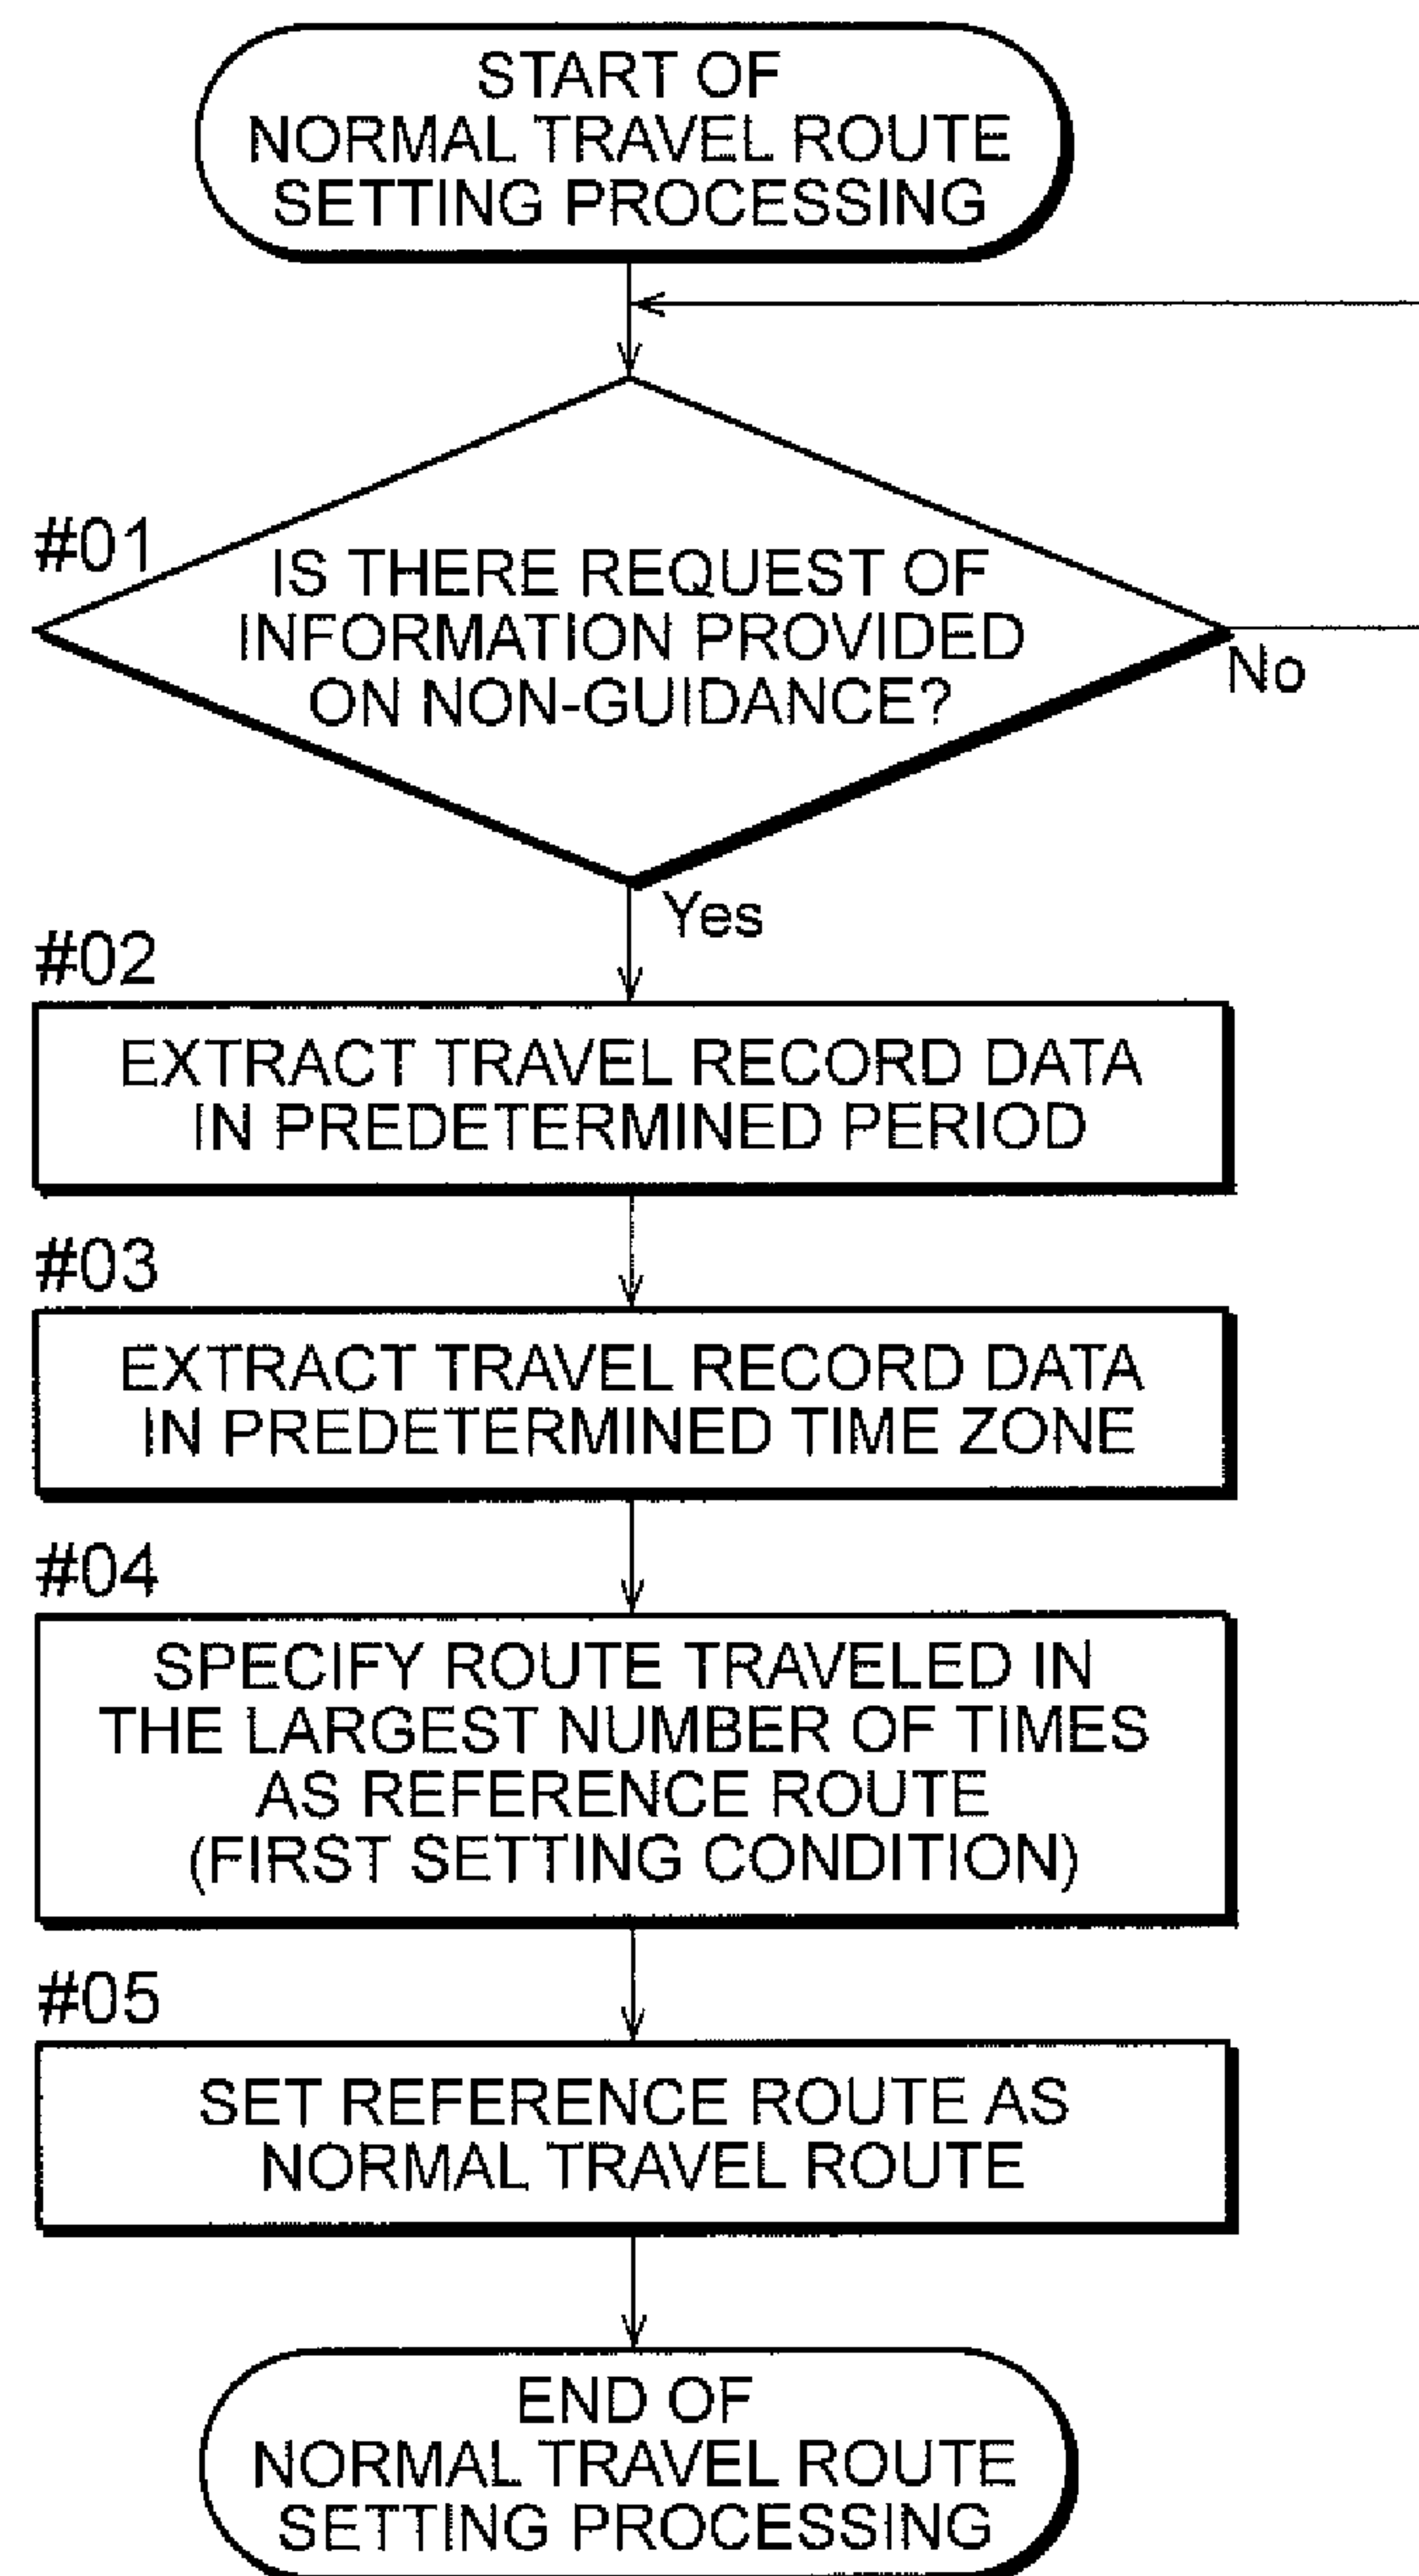 START OF
NORMAL TRAVEL ROUTE
SETTING PROCESSING
#01
IS THERE REQUEST OF
INFORMATION PROVIDED
ON NON-GUIDANCE?
No
Yes
#02
EXTRACT TRAVEL RECORD DATA
IN PREDETERMINED PERIOD
#03
EXTRACT TRAVEL RECORD DATA
IN PREDETERMINED TIME ZONE
#04
SPECIFY ROUTE TRAVELED IN
THE LARGEST NUMBER OF TIMES
AS REFERENCE ROUTE
(FIRST SETTING CONDITION)
#05
SET REFERENCE ROUTE AS
NORMAL TRAVEL ROUTE
END OF
NORMAL TRAVEL ROUTE
SETTING PROCESSING